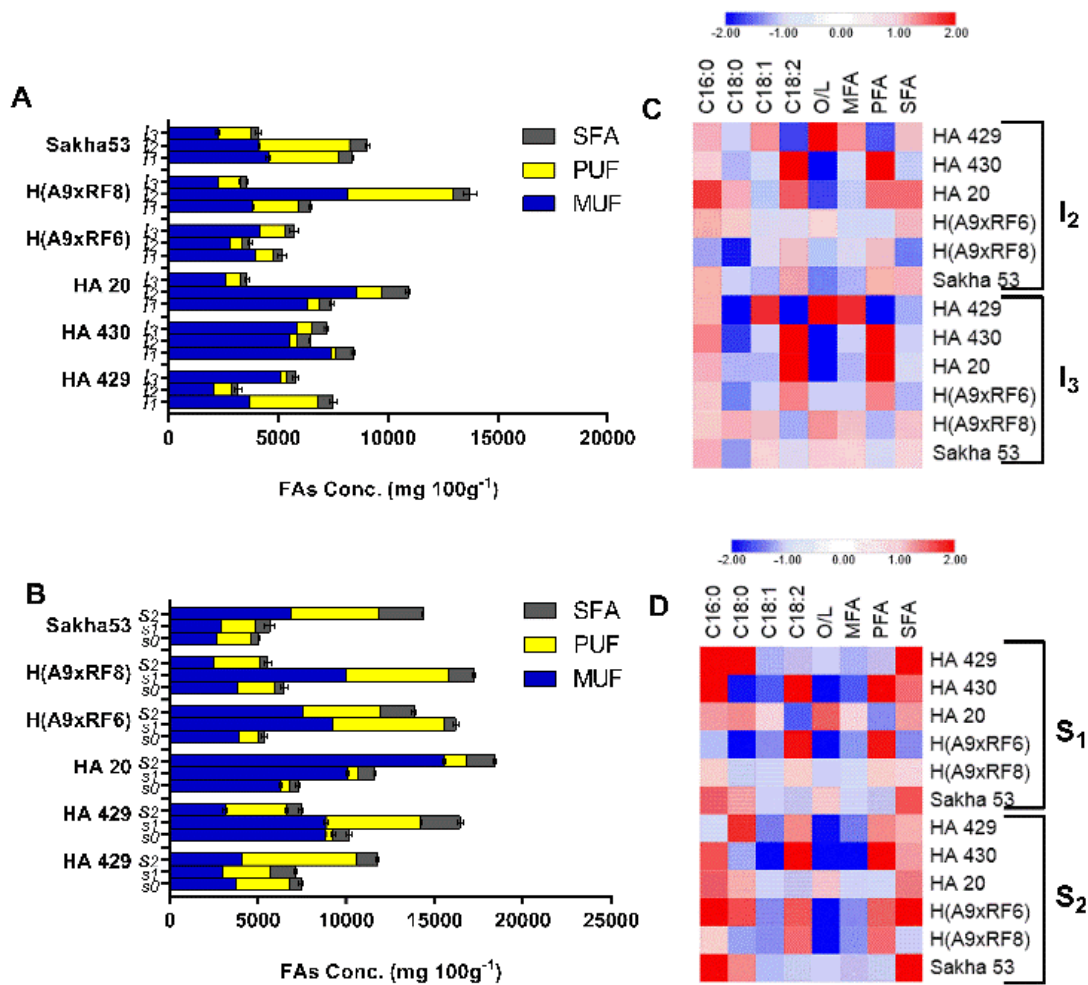 A
Sakha53
H(A9xRF8)
H(A9xRF6)
HA 20
HA 430
HA 429
I3
I2
I1
I3
I2
I1
I3
I2
I1
I3
I2
I1
I3
I2
I1
I3
I2
I1
0 5000 10000 15000 20000
FAs Conc. (mg 100g-1)
SFA
PUF
MUF
C
-2.00 -1.00 0.00 1.00 2.00
C16:0 C18:0 C18:1 C18:2 O/L MFA PFA SFA
HA 429
HA 430
HA 20
H(A9xRF6)
H(A9xRF8)
Sakha 53
I2
HA 429
HA 430
HA 20
H(A9xRF6)
H(A9xRF8)
Sakha 53
I3
B
Sakha53
H(A9xRF8)
H(A9xRF6)
HA 20
HA 429
HA 429
S2
S1
S0
S2
S1
S0
S2
S1
S0
S2
S1
S0
S2
S1
S0
S2
S1
S0
0 5000 10000 15000 20000 25000
FAs Conc. (mg 100g-1)
SFA
PUF
MUF
D
-2.00 -1.00 0.00 1.00 2.00
C16:0 C18:0 C18:1 C18:2 O/L MFA PFA SFA
HA 429
HA 430
HA 20
H(A9xRF6)
H(A9xRF8)
Sakha 53
S1
HA 429
HA 430
HA 20
H(A9xRF6)
H(A9xRF8)
Sakha 53
S2